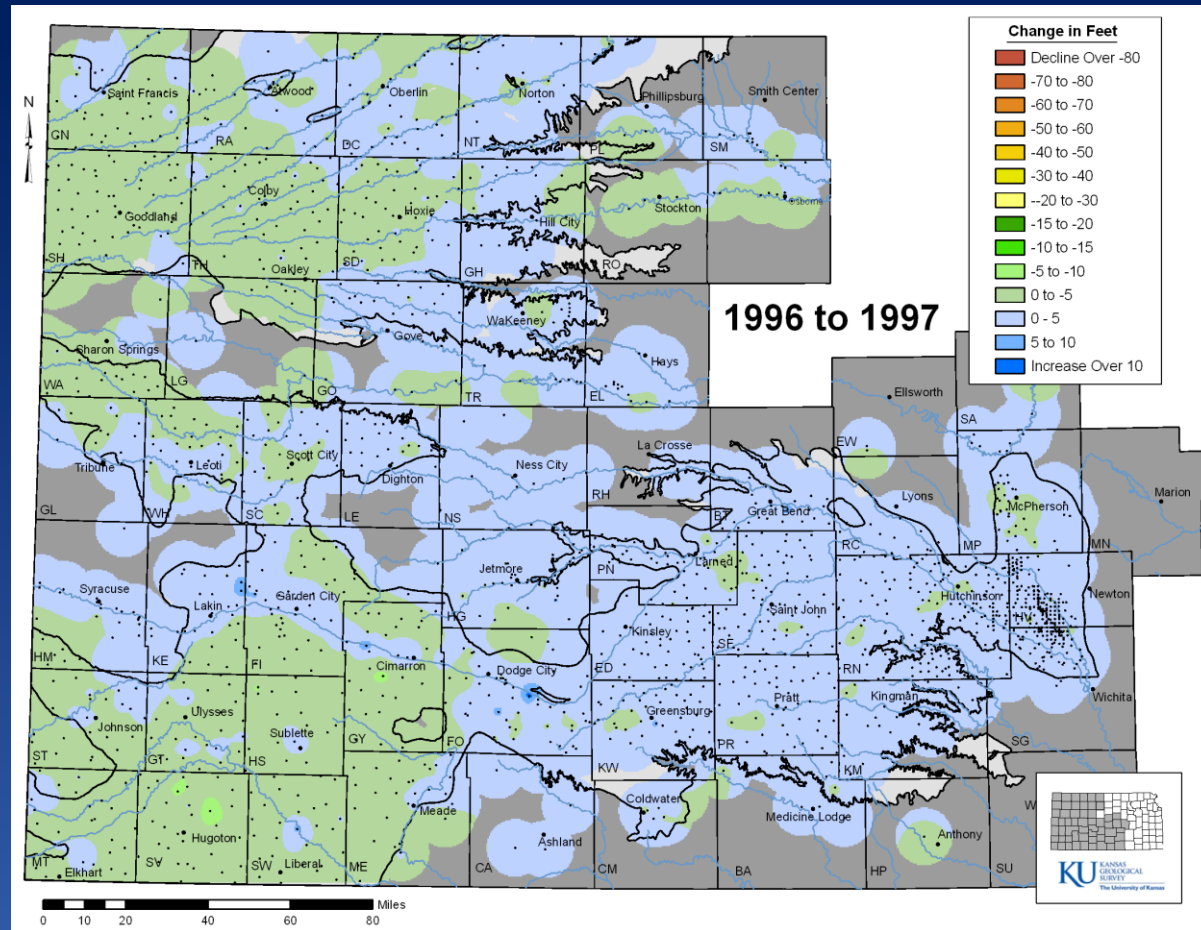 Change in Feet
Decline Over -80
-70 to -80
-60 to -70
-50 to -60
-40 to -50
-30 to -40
--20 to -30
-15 to -20
-10 to -15
-5 to -10
0 to -5
0 - 5
5 to 10
Increase Over 10
1996 to 1997
N
Saint Francis
Atwood
Oberlin
Norton
Phillipsburg
Smith Center
CN
RA
DC
NT
PL
SM
Goodland
Colby
Hoxie
Hill City
Stockton
Osborne
SH
TH
Oakley
SD
GH
RO
Sharon Springs
Gove
WaKeeney
Hays
WA
LG
GO
TR
EL
Ellsworth
SA
Tribune
Leoti
Scott City
Dighton
Ness City
La Crosse
EW
GL
WH
SC
LE
NS
RH
BT
Great Bend
Lyons
RC
McPherson
MP
Marion
MN
Syracuse
Lakin
Garden City
Jetmore
PN
Larned
Saint John
Hutchinson
Newton
HV
HM
KE
FI
HG
Kinsley
ED
SF
RN
Cimarron
Dodge City
Johnson
Ulysses
Sublette
Greensburg
Pratt
Kingman
Wichita
ST
GT
HS
GY
FO
KW
PR
KM
SG
Hugoton
Meade
Coldwater
Medicine Lodge
Ashland
Anthony
MT
Elkhart
SV
SW
Liberal
ME
CA
CM
BA
HP
SU
W
KU
KANSAS
GEOLOGICAL
SURVEY
The University of Kansas
Miles
0 10 20 40 60 80